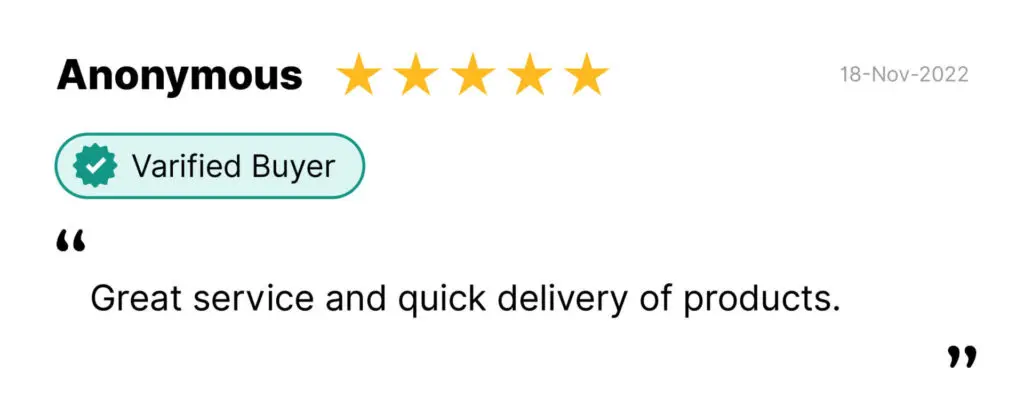 Anonymous 18-Nov-2022
Varified Buyer
“
Great service and quick delivery of products.
”